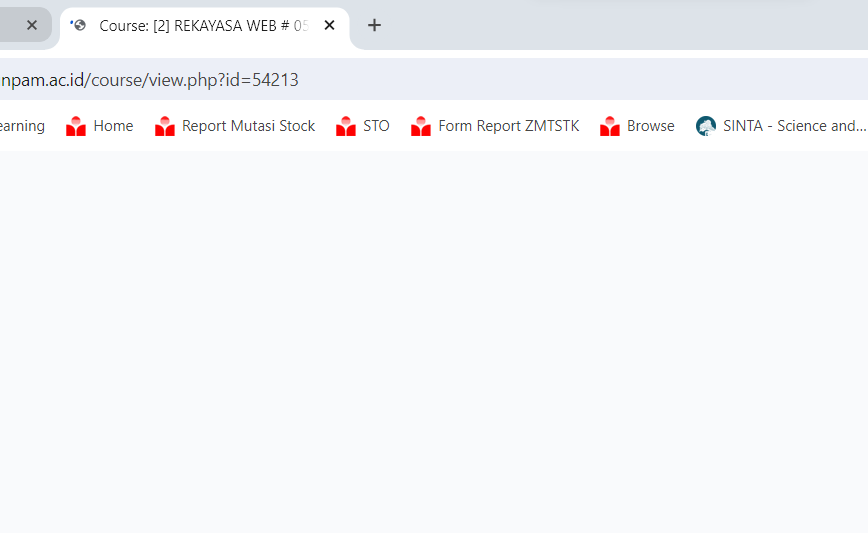 Course: [2] REKAYASA WEB # 05
npam.ac.id/course/view.php?id=54213
earning Home Report Mutasi Stock STO Form Report ZMTSTK Browse SINTA - Science and...